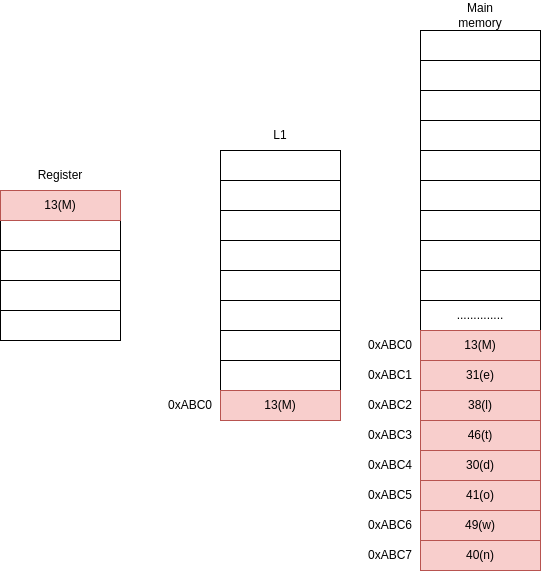 Main
memory
L1
Register
13(M)
..............
0xABC0 13(M)
0xABC1 31(e)
0xABC0 13(M)
0xABC2 38(l)
0xABC3 46(t)
0xABC4 30(d)
0xABC5 41(o)
0xABC6 49(w)
0xABC7 40(n)